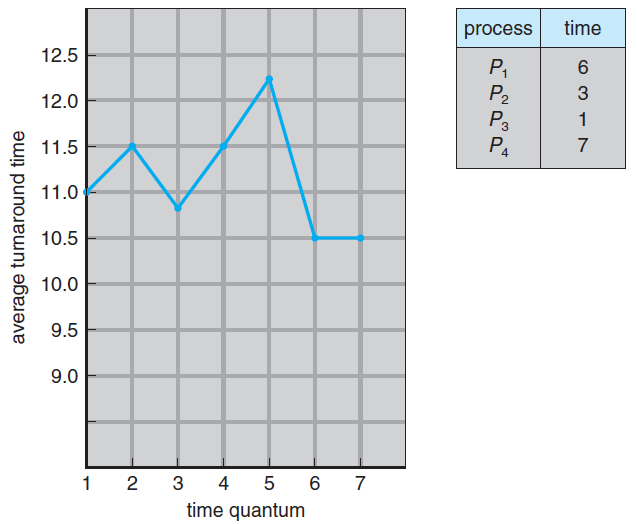 12.5
12.0
11.5
11.0
10.5
10.0
9.5
9.0
average turnaround time
1 2 3 4 5 6 7
time quantum
process time
P1 6
P2 3
P3 1
P4 7